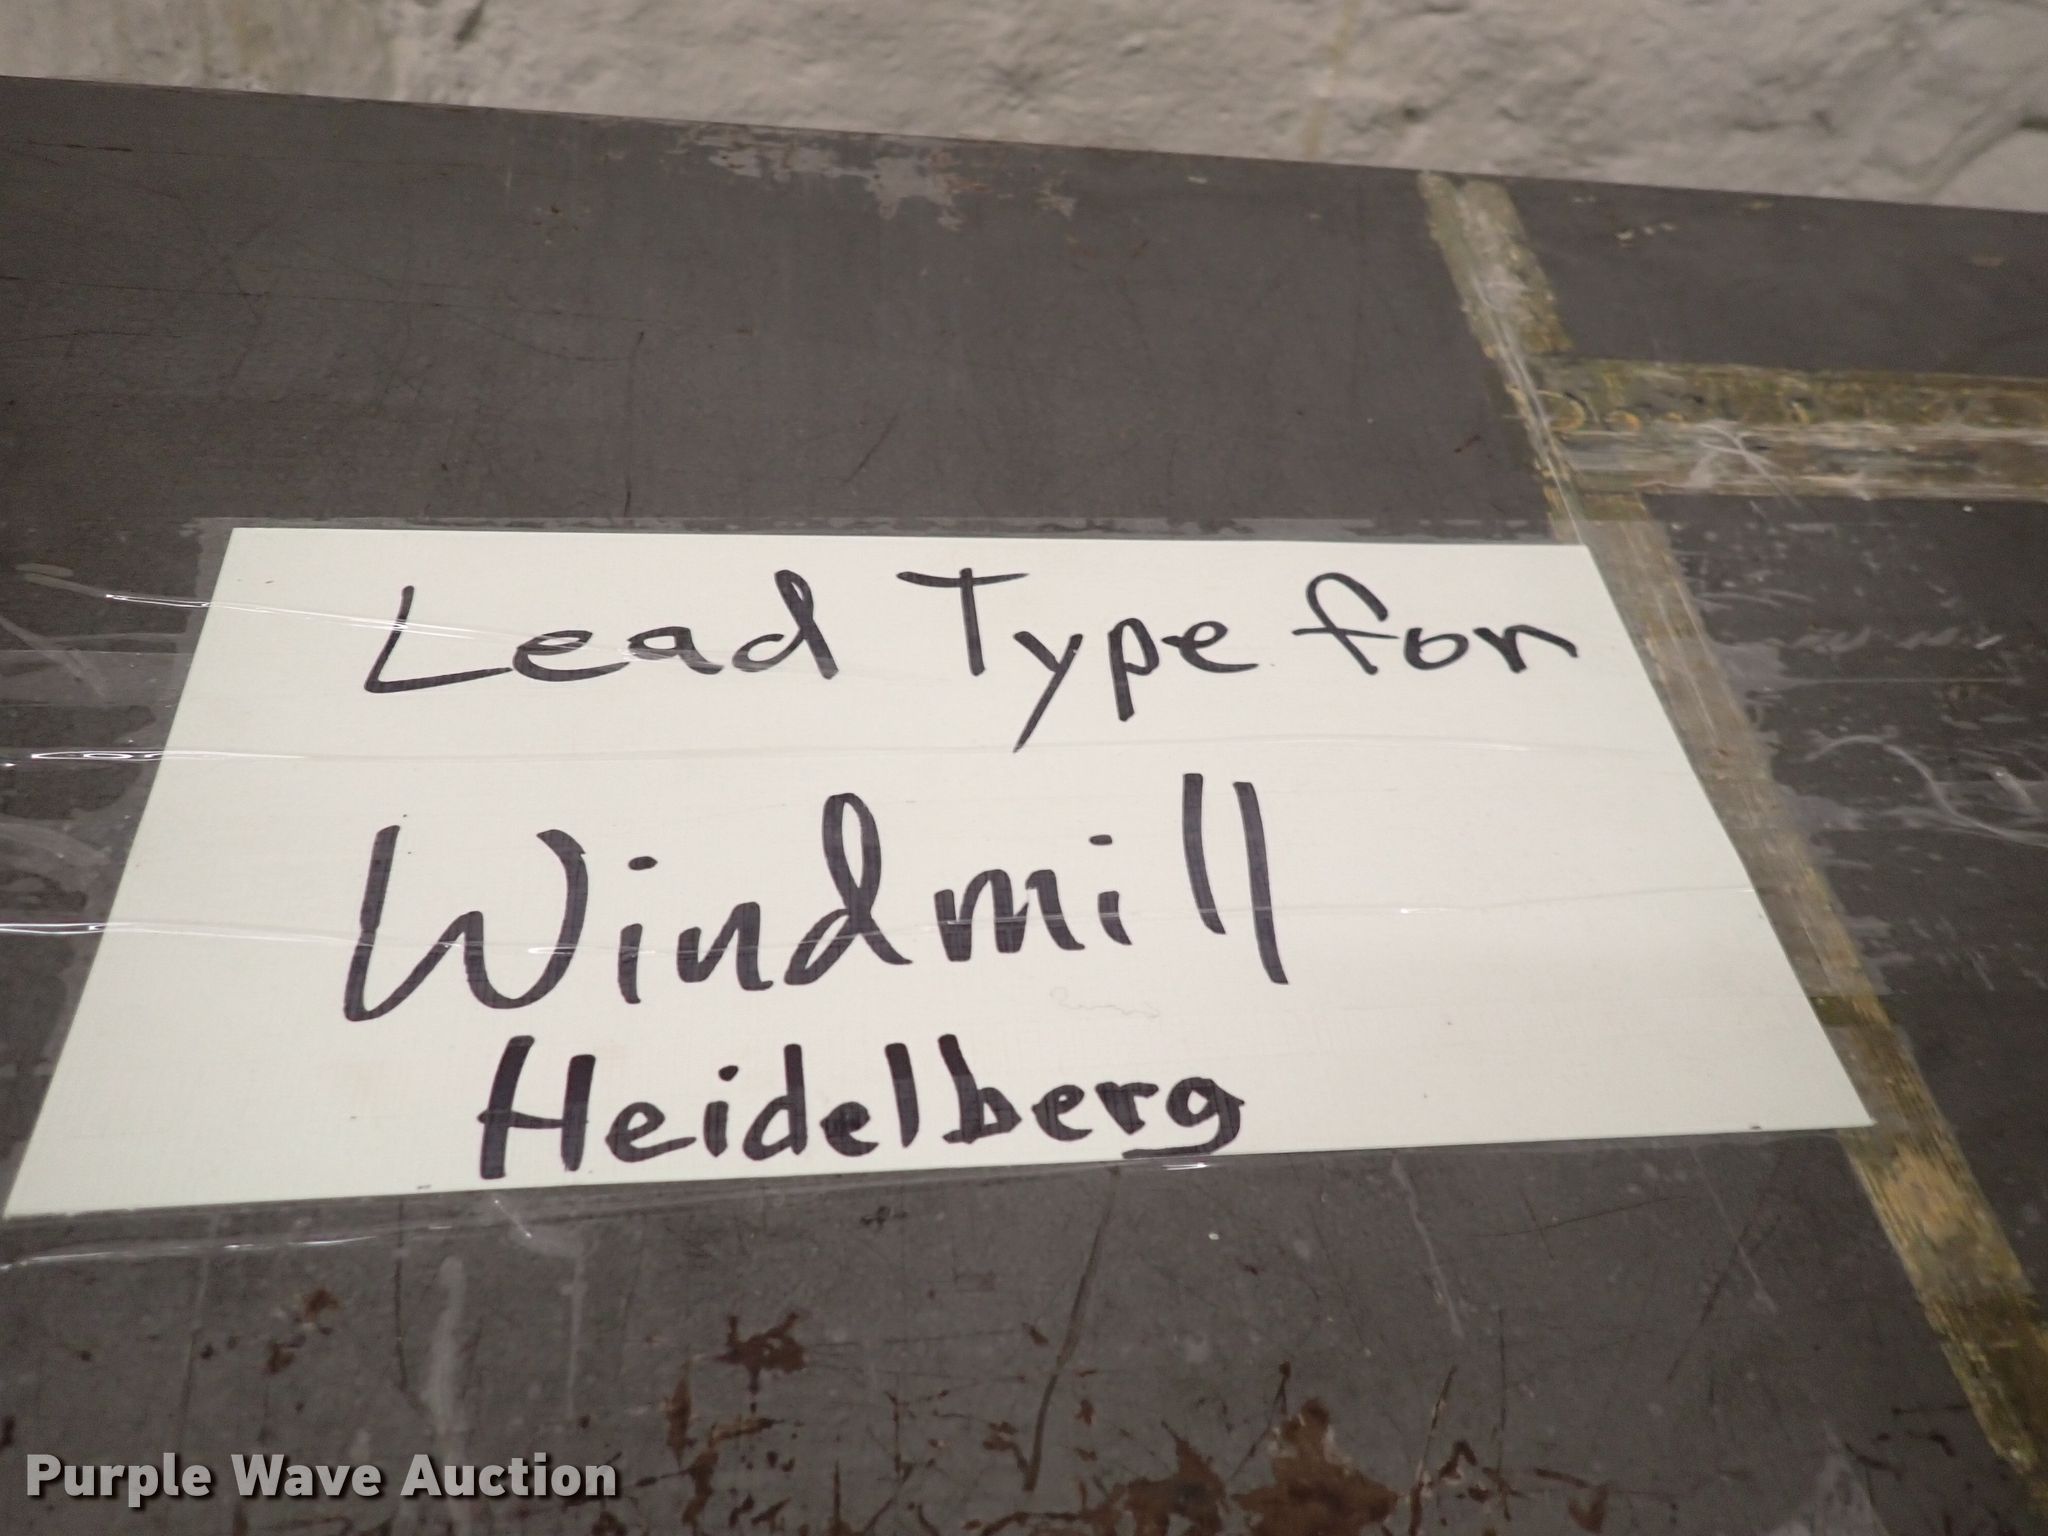 Lead Type for
Windmill
Heidelberg
Purple Wave Auction